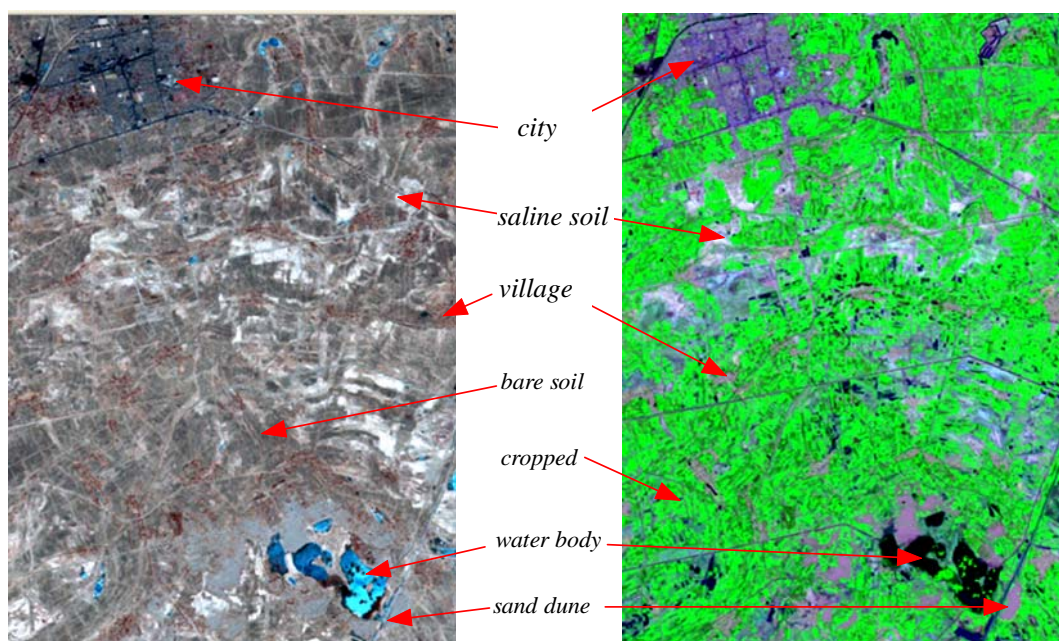 city
saline soil
village
bare soil
cropped
water body
sand dune